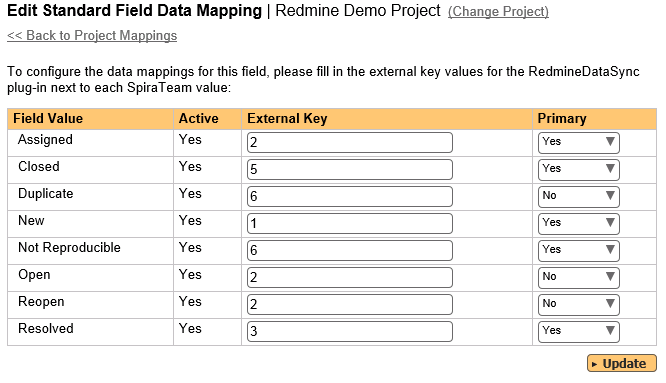 Edit Standard Field Data Mapping | Redmine Demo Project (Change Project)
<< Back to Project Mappings
To configure the data mappings for this field, please fill in the external key values for the RedmineDataSync
plug-in next to each SpiraTeam value:
Field Value Active External Key Primary
Assigned Yes 2 Yes
Closed Yes 5 Yes
Duplicate Yes 6 No
New Yes 1 Yes
Not Reproducible Yes 6 Yes
Open Yes 2 No
Reopen Yes 2 No
Resolved Yes 3 Yes
Update